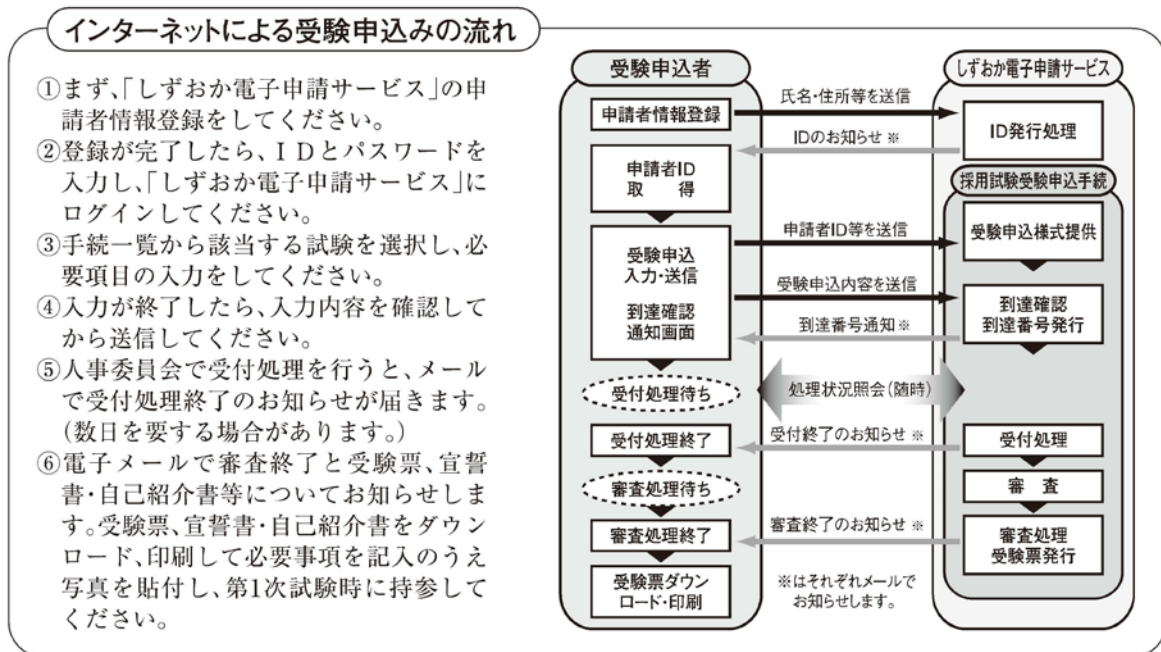 インターネットによる受験申込みの流れ
①まず、「しずおか電子申請サービス」の申
請者情報登録をしてください。
②登録が完了したら、ＩＤとパスワードを
入力し、「しずおか電子申請サービス」に
ログインしてください。
③手続一覧から該当する試験を選択し、必
要項目の入力をしてください。
④入力が終了したら、入力内容を確認して
から送信してください。
⑤人事委員会で受付処理を行うと、メール
で受付処理終了のお知らせが届きます。
(数日を要する場合があります。)
⑥電子メールで審査終了と受験票、宣誓
書・自己紹介書等についてお知らせしま
す。受験票、宣誓書・自己紹介書をダウン
ロード、印刷して必要事項を記入のうえ
写真を貼付し、第1次試験時に持参して
ください。
受験申込者
申請者情報登録
申請者ID
取　得
受験申込
入力・送信
到達確認
通知画面
受付処理待ち
受付処理終了
審査処理待ち
審査処理終了
受験票ダウン
ロード・印刷
氏名・住所等を送信
IDのお知らせ ※
申請者ID等を送信
受験申込内容を送信
到達番号通知 ※
処理状況照会(随時)
受付終了のお知らせ ※
審査終了のお知らせ ※
※はそれぞれメールで
お知らせします。
しずおか電子申請サービス
ID発行処理
採用試験受験申込手続
受験申込様式提供
到達確認
到達番号発行
受付処理
審　査
審査処理
受験票発行